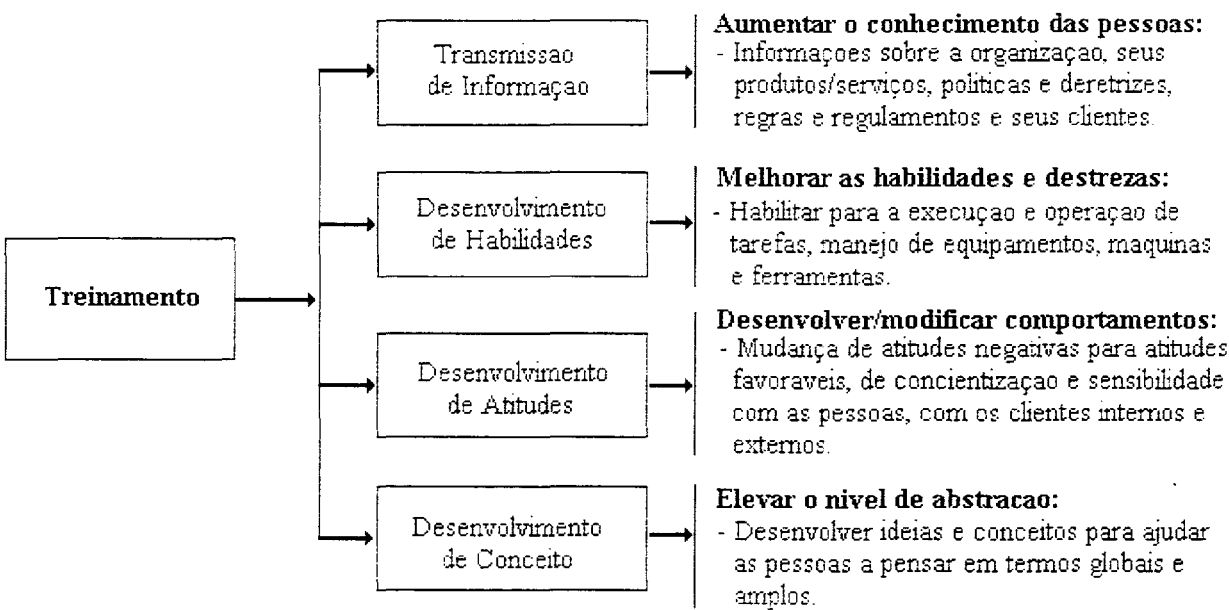 Treinamento
Transmissao
de Informaçao
Aumentar o conhecimento das pessoas:
- Informaçoes sobre a organizaçao, seus
produtos/serviços, politicas e deretrizes,
regras e regulamentos e seus clientes.
Desenvolvimento
de Habilidades
Melhorar as habilidades e destrezas:
- Habilitar para a execuçao e operaçao de
tarefas, manejo de equipamentos, maquinas
e ferramentas.
Desenvolvimento
de Atitudes
Desenvolver/modificar comportamentos:
- Mudança de atitudes negativas para atitudes
favoraveis, de concientizaçao e sensibilidade
com as pessoas, com os clientes internos e
externos.
Desenvolvimento
de Conceito
Elevar o nivel de abstracao:
- Desenvolver ideias e conceitos para ajudar
as pessoas a pensar em termos globais e
amplos.